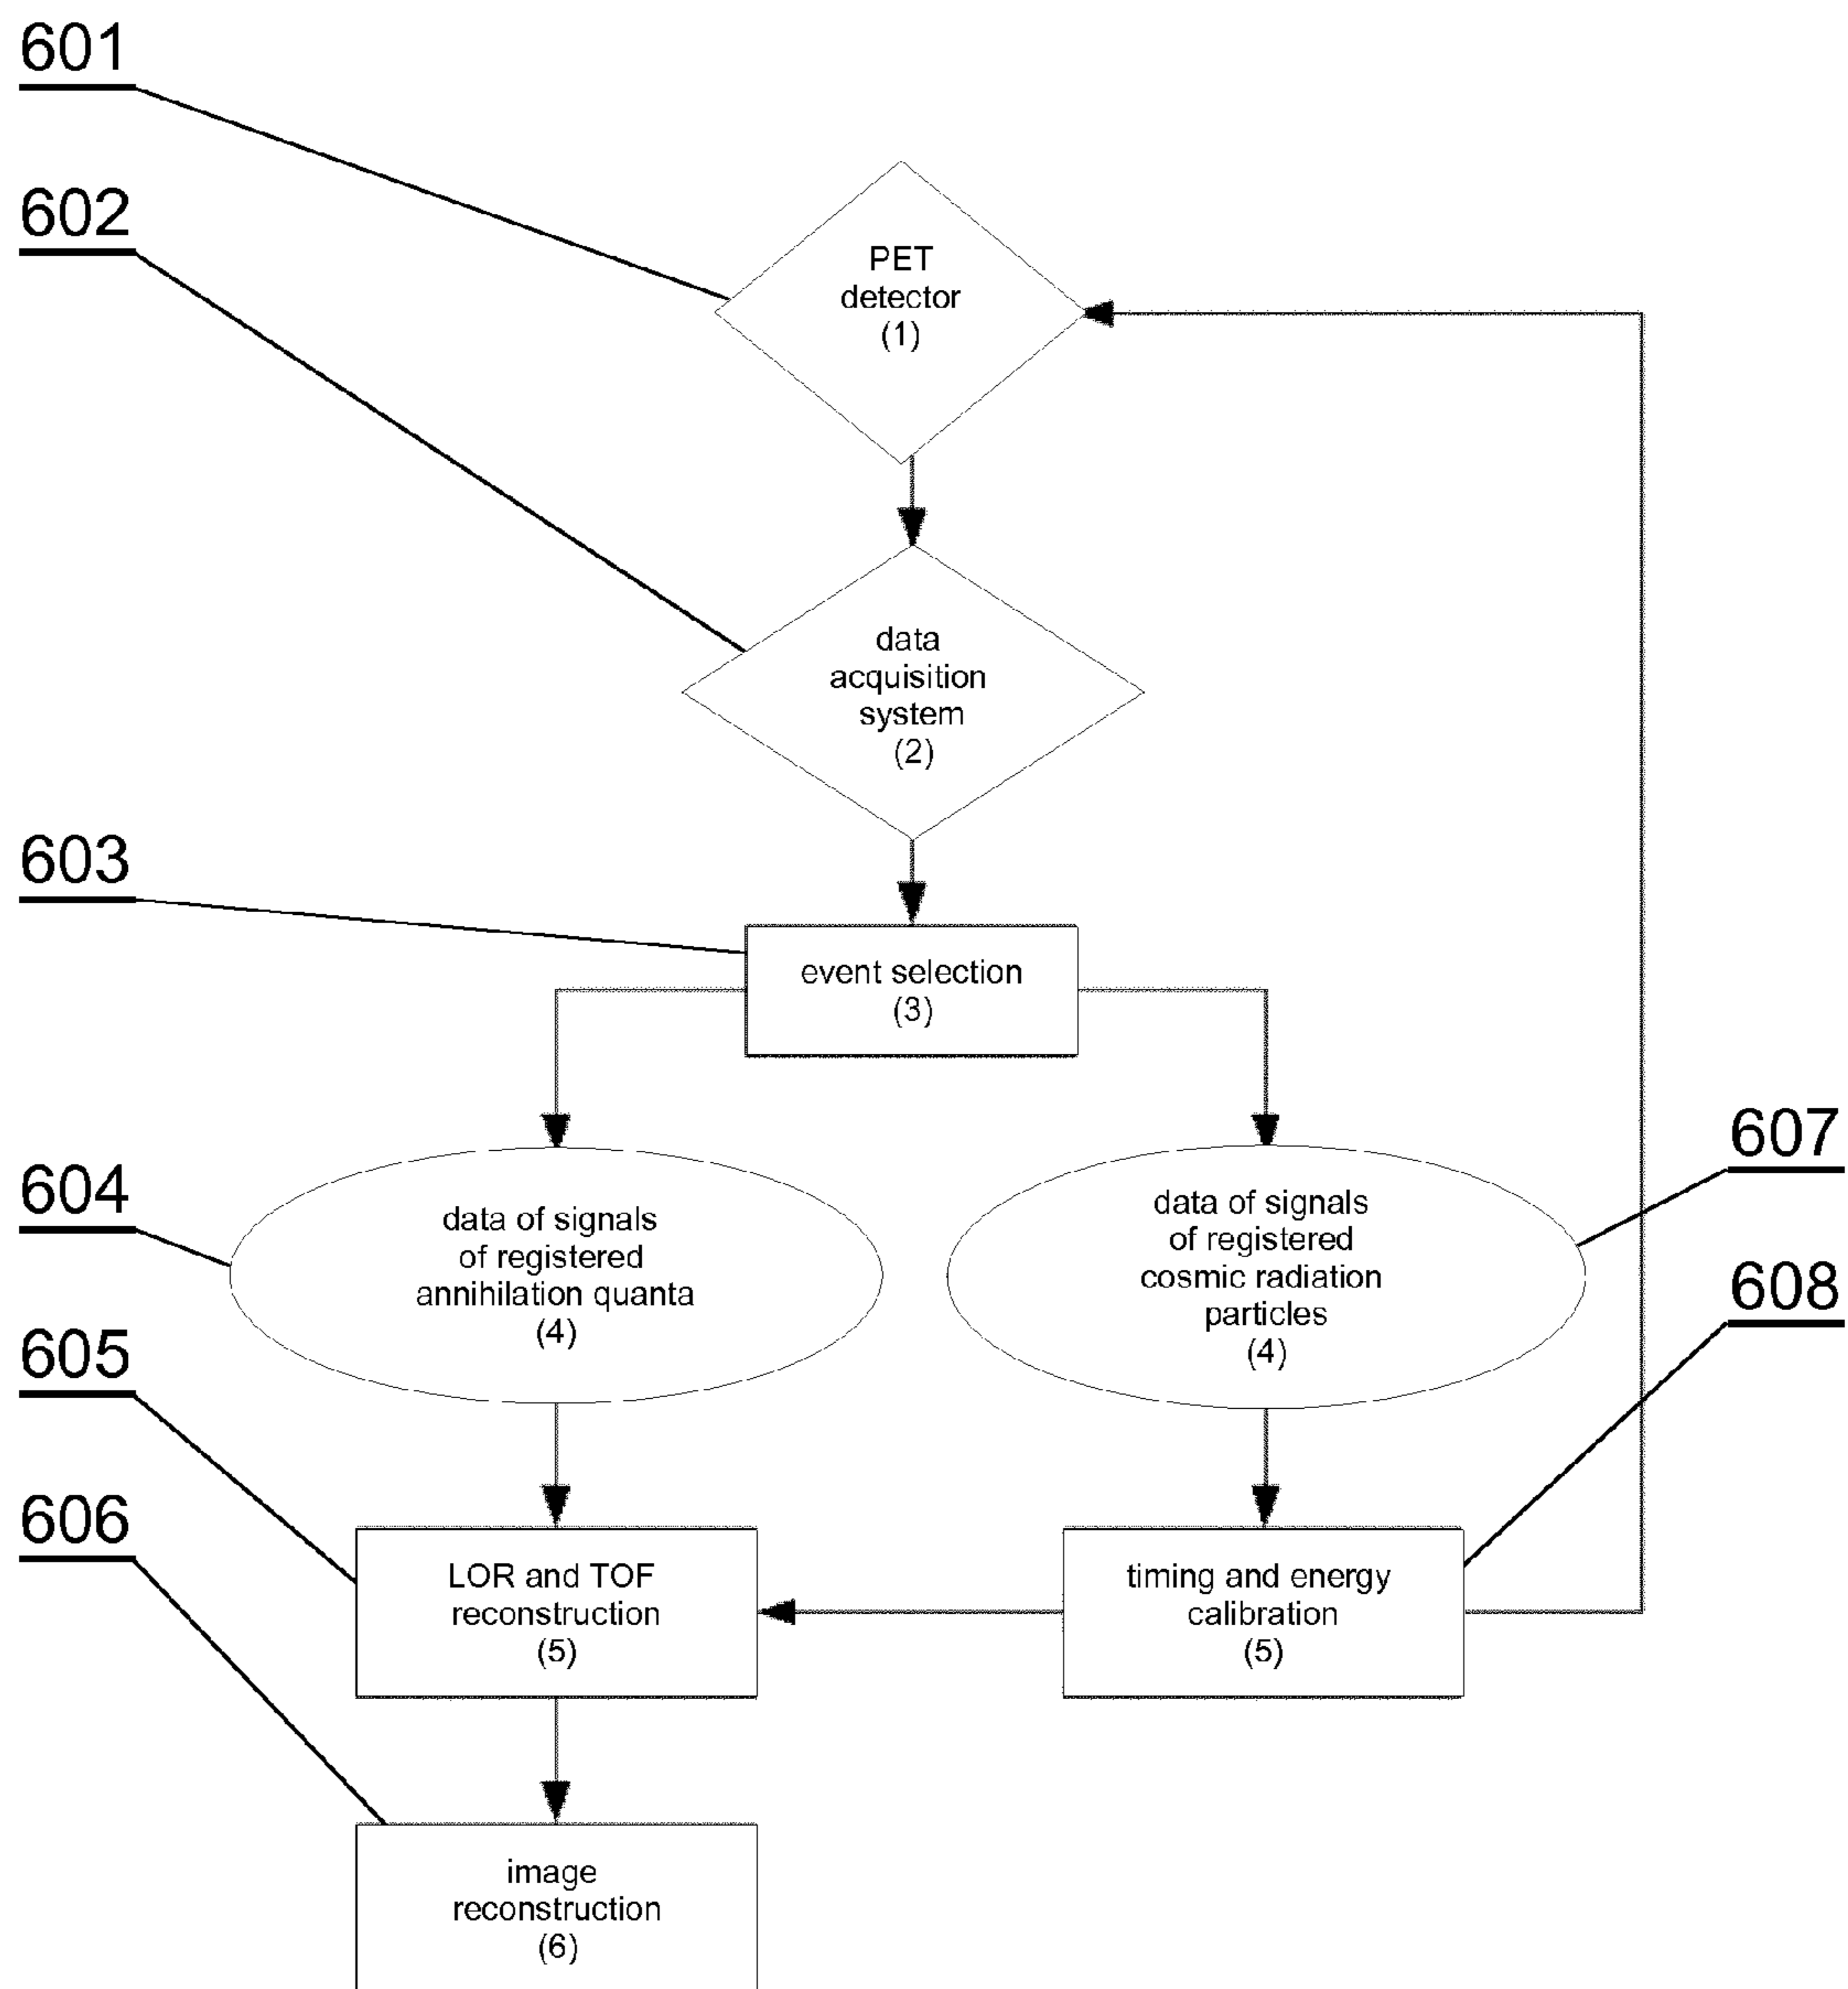 601
602
PET
detector
(1)
data
acquisition
system
(2)
603
event selection
(3)
604
data of signals
of registered
annihilation quanta
(4)
data of signals
of registered
cosmic radiation
particles
(4)
607
608
605
LOR and TOF
reconstruction
(5)
timing and energy
calibration
(5)
606
image
reconstruction
(6)